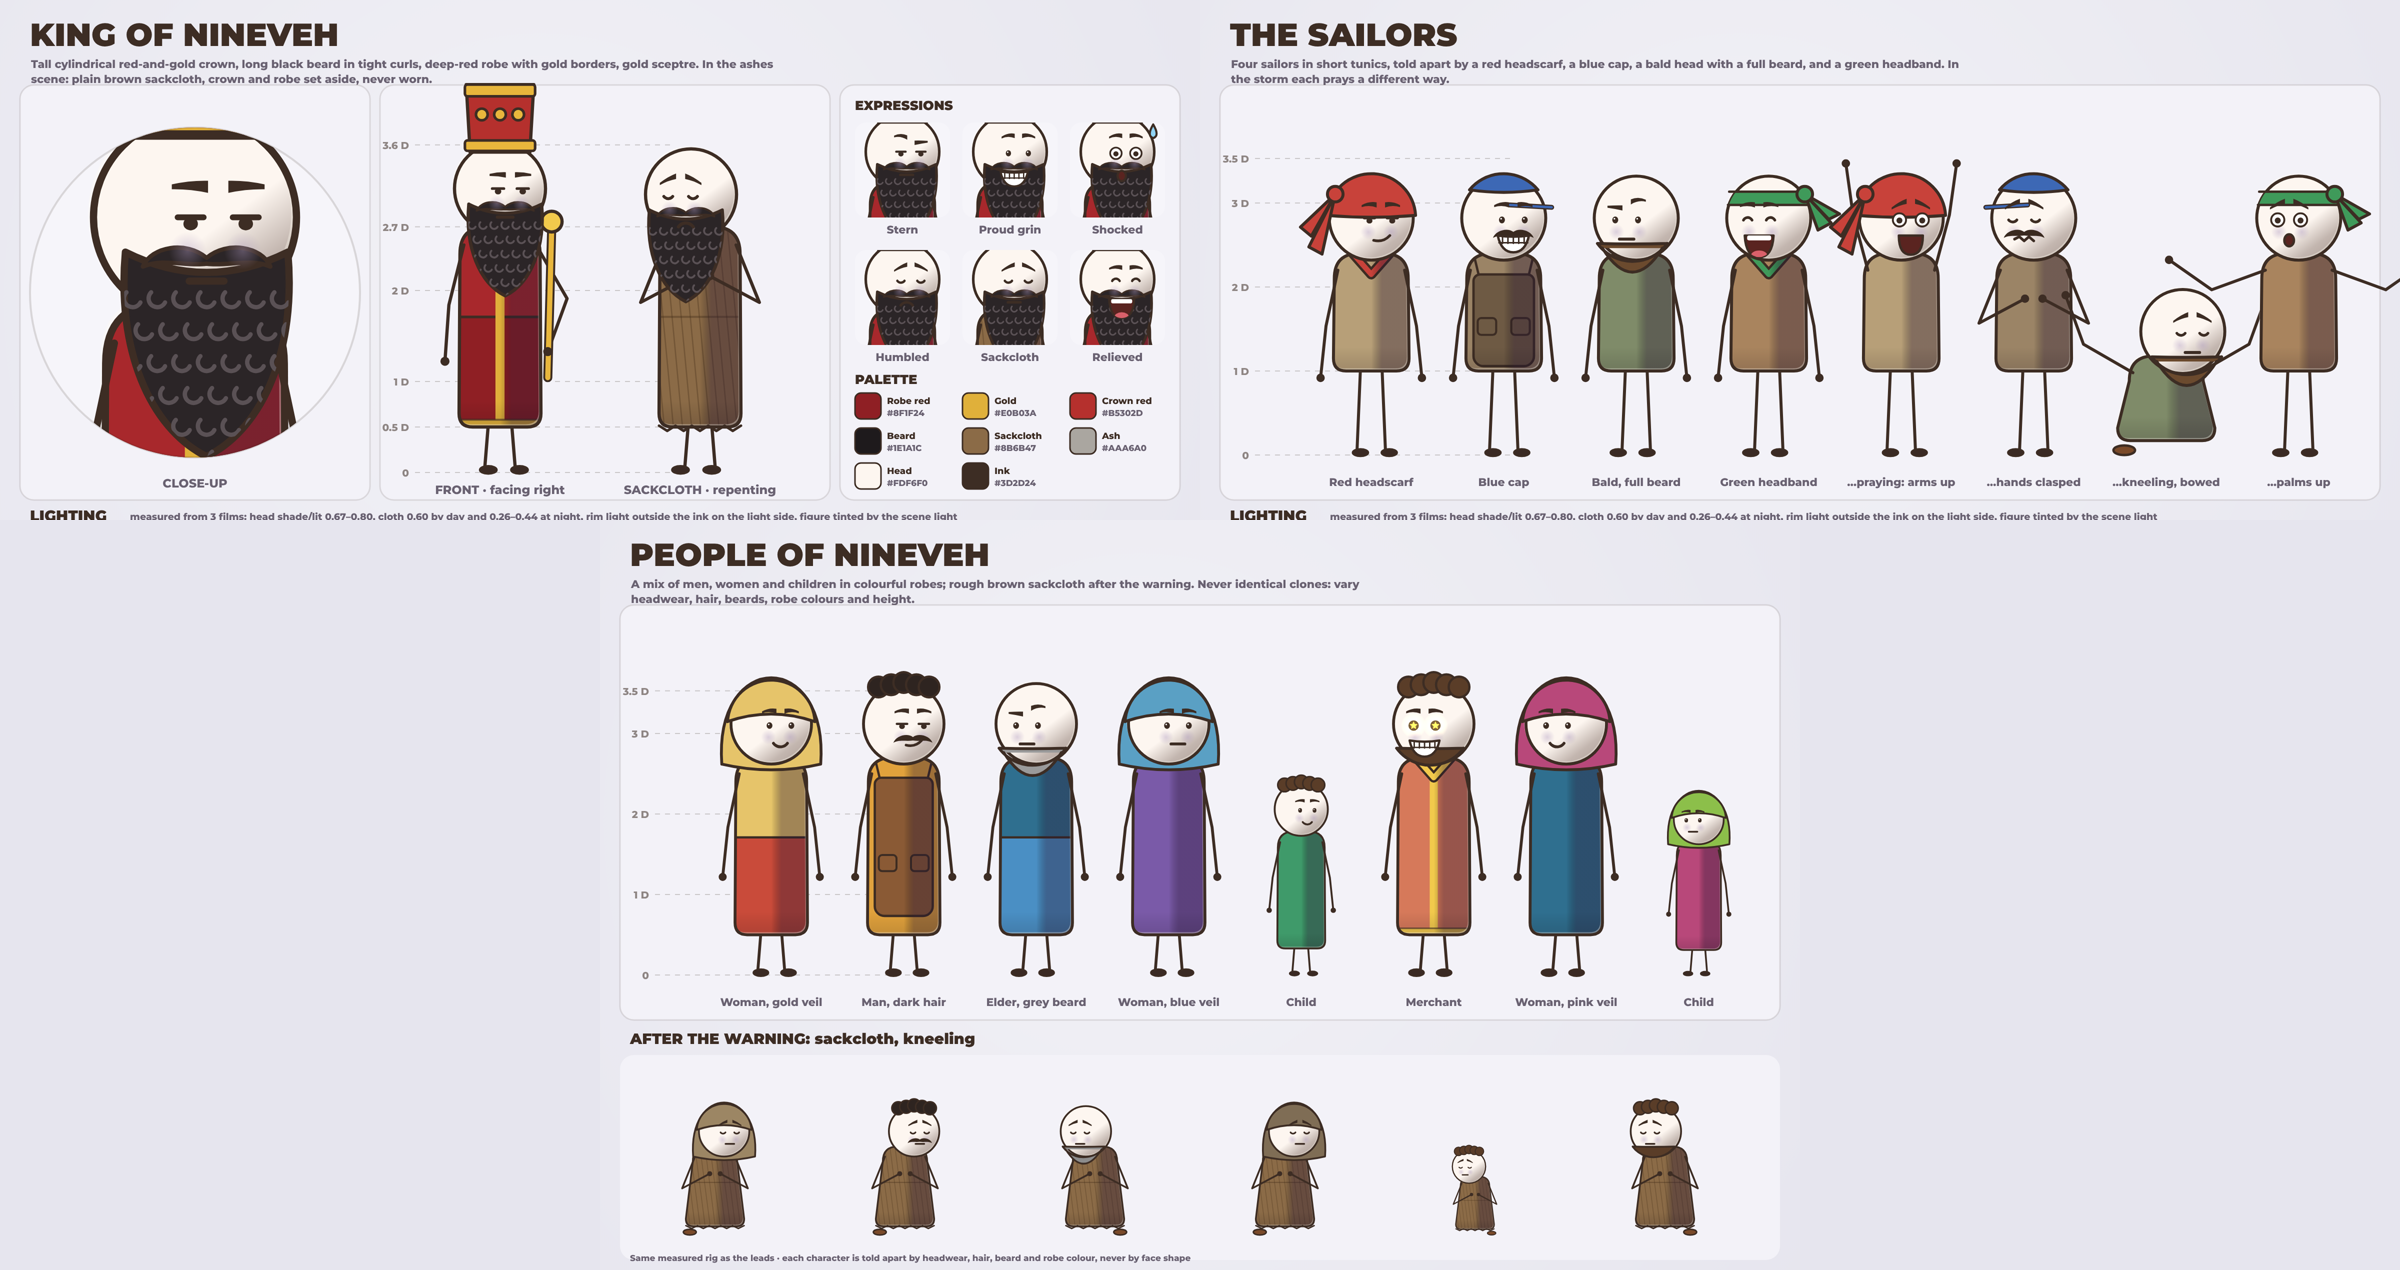 KING OF NINEVEH
Tall cylindrical red-and-gold crown, long black beard in tight curls, deep-red robe with gold borders, gold sceptre. In the ashes
scene: plain brown sackcloth, crown and robe set aside, never worn.
CLOSE-UP
3.6 D
2.7 D
2 D
1 D
0.5 D
0
FRONT · facing right
SACKCLOTH · repenting
EXPRESSIONS
Stern
Proud grin
Shocked
Humbled
Sackcloth
Relieved
PALETTE
Robe red
#8F1F24
Gold
#E0B03A
Crown red
#B5302D
Beard
#1E1A1C
Sackcloth
#8B6B47
Ash
#AAA6A0
Head
#FDF6F0
Ink
#3D2D24
LIGHTING
measured from 3 films: head shade/lit 0.67–0.80, cloth 0.60 by day and 0.26–0.44 at night, rim light outside the ink on the light side, figure tinted by the scene light
THE SAILORS
Four sailors in short tunics, told apart by a red headscarf, a blue cap, a bald head with a full beard, and a green headband. In
the storm each prays a different way.
3.5 D
3 D
2 D
1 D
0
Red headscarf
Blue cap
Bald, full beard
Green headband
...praying: arms up
...hands clasped
...kneeling, bowed
...palms up
LIGHTING
measured from 3 films: head shade/lit 0.67–0.80, cloth 0.60 by day and 0.26–0.44 at night, rim light outside the ink on the light side, figure tinted by the scene light
PEOPLE OF NINEVEH
A mix of men, women and children in colourful robes; rough brown sackcloth after the warning. Never identical clones: vary
headwear, hair, beards, robe colours and height.
3.5 D
3 D
2 D
1 D
0
Woman, gold veil
Man, dark hair
Elder, grey beard
Woman, blue veil
Child
Merchant
Woman, pink veil
Child
AFTER THE WARNING: sackcloth, kneeling
Same measured rig as the leads · each character is told apart by headwear, hair, beard and robe colour, never by face shape